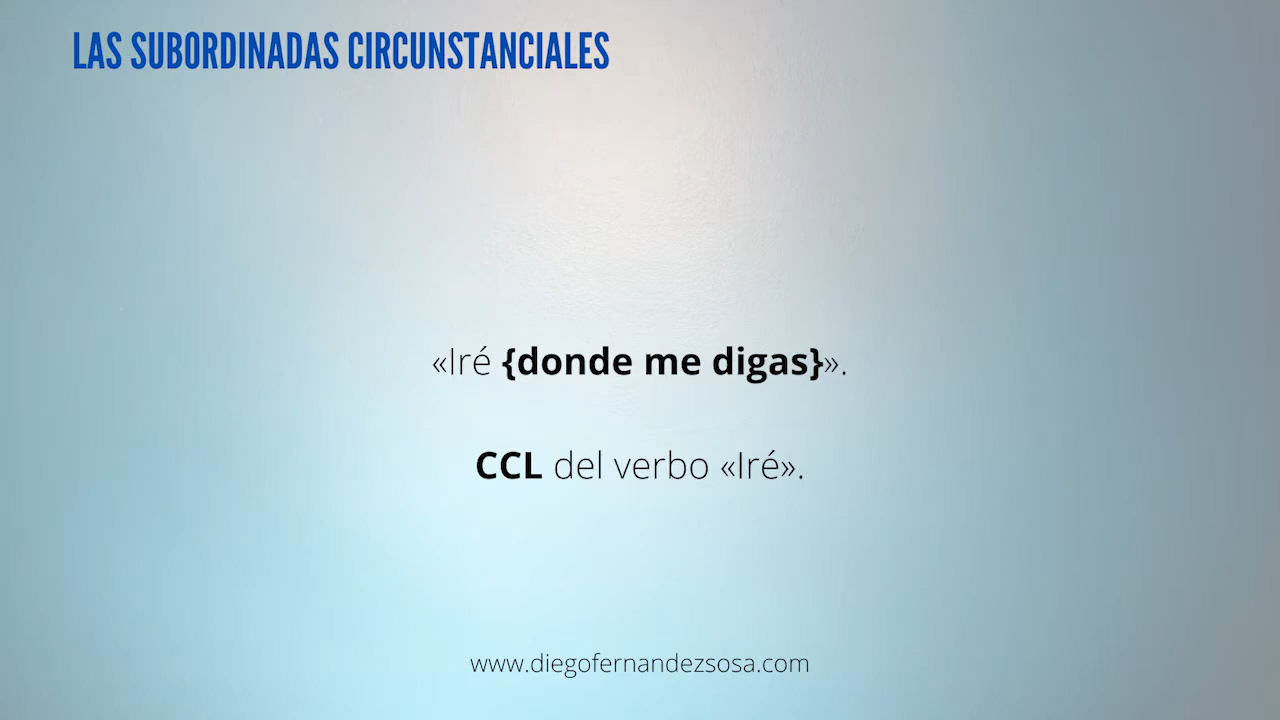 LAS SUBORDINADAS CIRCUNSTANCIALES
«Iré {donde me digas}».
CCL del verbo «Iré».
www.diegofernandezsosa.com